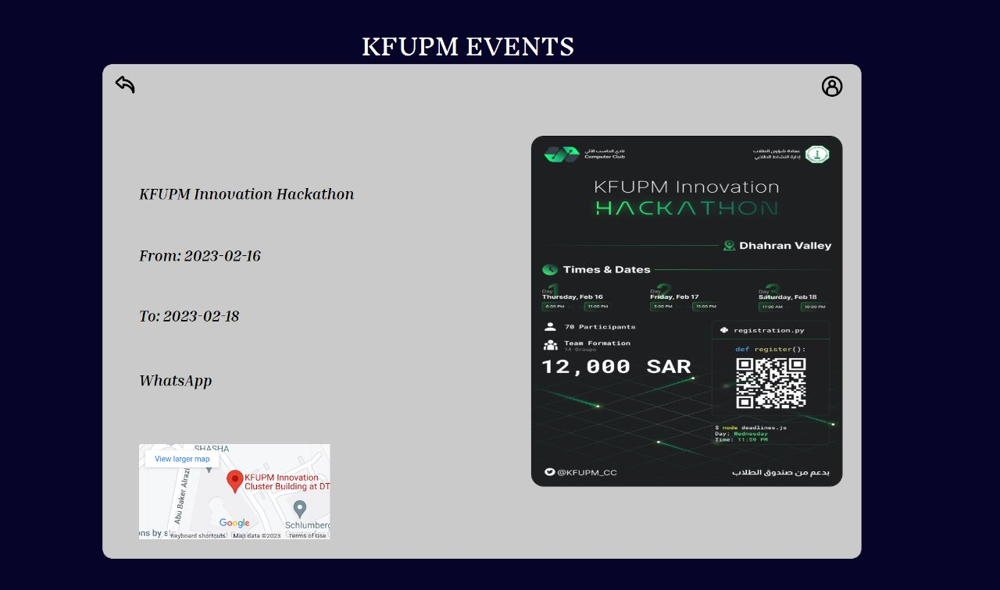 KFUPM EVENTS
KFUPM Innovation Hackathon
From: 2023-02-16
To: 2023-02-18
WhatsApp
SHASHA
View larger map
KFUPM Innovation
Cluster Building at DT
Abu Baker Alrazi
Schlumberg
Google
Keyboard shortcuts
Map data ©2023
Terms of Use
نادي الحاسب الآلي
Computer Club
عمادة شؤون الطلاب
إدارة النشاط الطلابي
KFUPM Innovation
HACKATHON
Dhahran Valley
Times & Dates
Day 1
Thursday, Feb 16
6:00 PM 11:00 PM
Day 2
Friday, Feb 17
2:00 PM 11:00 PM
Day 3
Saturday, Feb 18
11:00 AM 10:00 PM
70 Participants
Team Formation
14 Groups
12,000 SAR
registration.py
def register():
$ node deadlines.js
Day: Wednesday
Time: 11:59 PM
@KFUPM_CC
بدعم من صندوق الطلاب